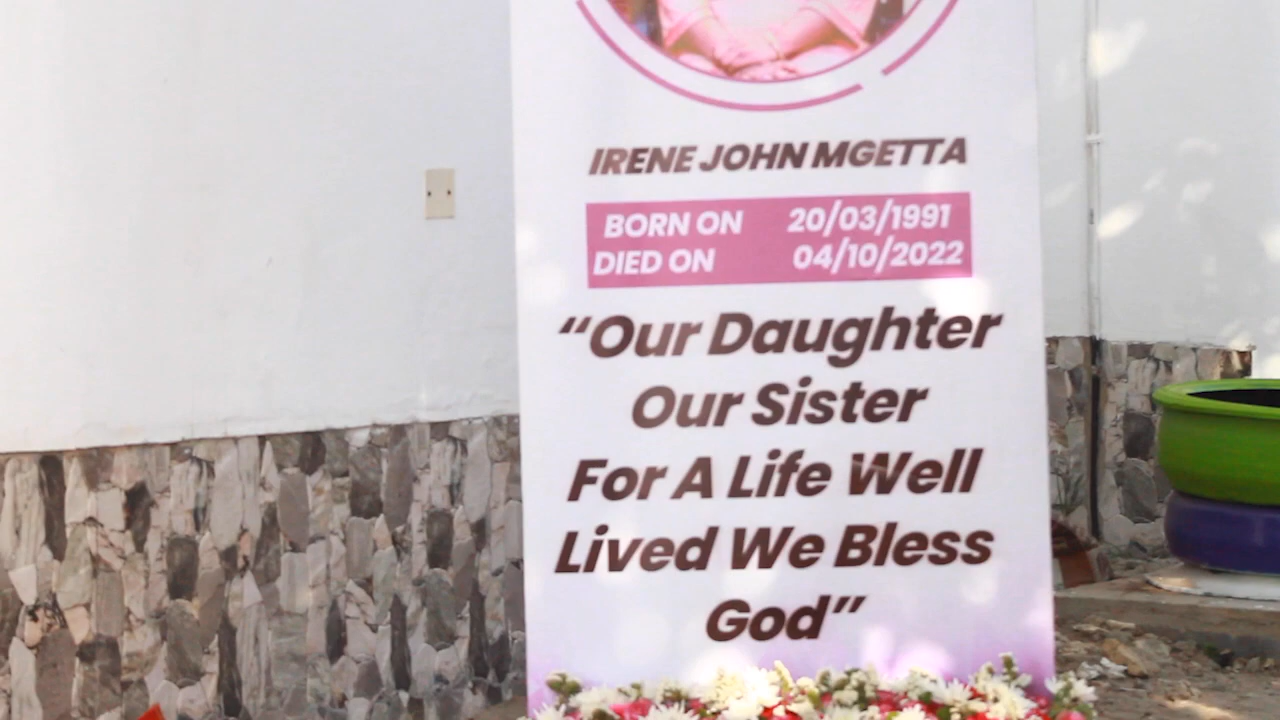 IRENE JOHN MGETTA
BORN ON 20/03/1991
DIED ON 04/10/2022
“Our Daughter
Our Sister
For A Life Well
Lived We Bless
God”